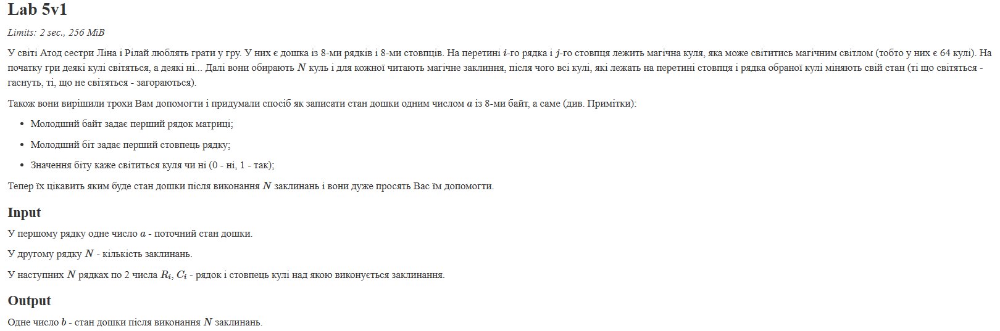 Lab 5v1
Limits: 2 sec., 256 MiB
У світі Атод сестри Ліна і Рілай люблять грати у гру. У них є дошка із 8-ми рядків і 8-ми стовпців. На перетині i-го рядка і j-го стовпця лежить магічна куля, яка може світитись магічним світлом (тобто у них є 64 кулі). На
початку гри деякі кулі світяться, а деякі ні... Далі вони обирають N куль і для кожної читають магічне закляння, після чого всі кулі, які лежать на перетині стовпця і рядка обраної кулі міняють свій стан (ті що світяться -
гаснуть, ті, що не світяться - загораються).
Також вони вирішили трохи Вам допомогти і придумали спосіб як записати стан дошки одним числом a із 8-ми байт, а саме (див. Примітки):
• Молодший байт задає перший рядок матриці;
• Молодший біт задає перший стовпець рядку;
• Значення біту каже світиться куля чи ні (0 - ні, 1 - так);
Тепер їх цікавить яким буде стан дошки після виконання N заклинань і вони дуже просять Вас їм допомогти.
Input
У першому рядку одне число a - поточний стан дошки.
У другому рядку N - кількість заклинань.
У наступних N рядках по 2 числа Rᵢ, Cᵢ - рядок і стовпець кулі над якою виконується заклинання.
Output
Одне число b - стан дошки після виконання N заклинань.